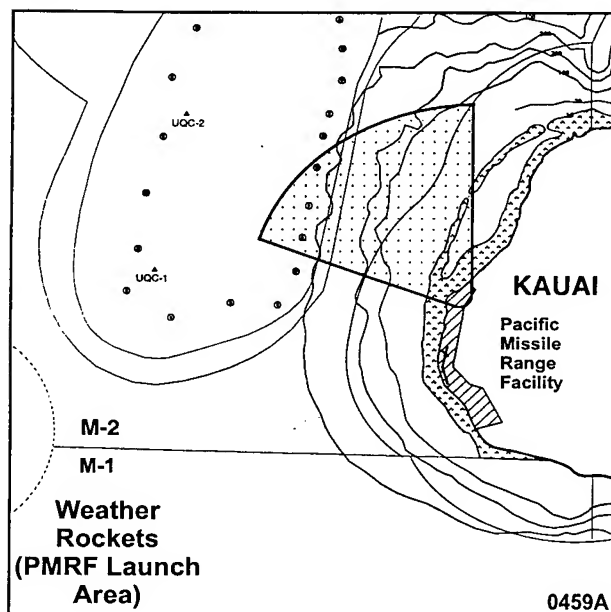 UQC-2
UQC-1
KAUAI
Pacific
Missile
Range
Facility
M-2
M-1
Weather
Rockets
(PMRF Launch
Area)
0459A